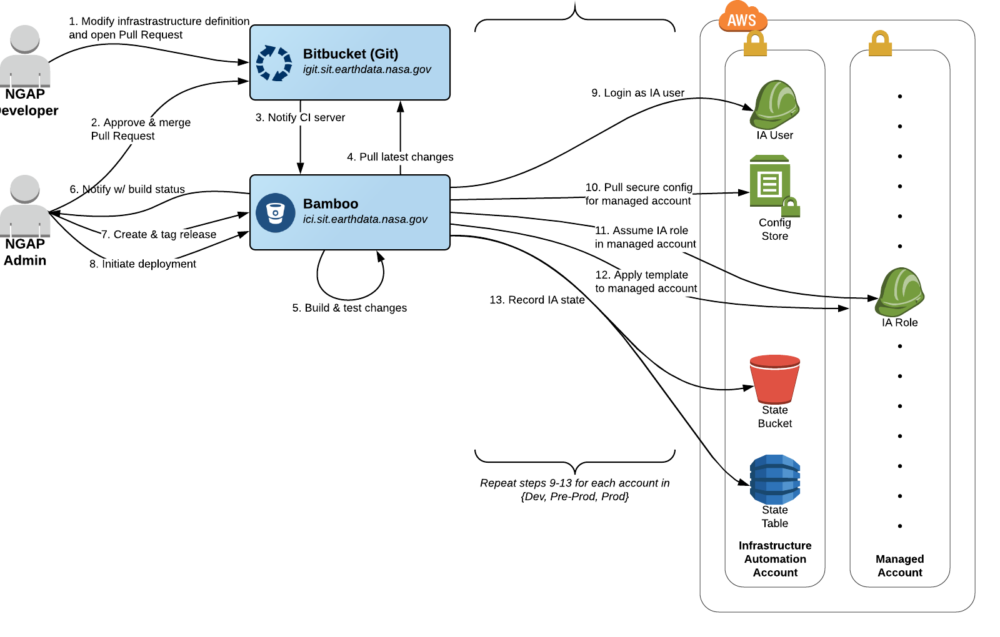 1. Modify infrastrastructure definition
and open Pull Request
NGAP
eveloper
Bitbucket (Git)
igit.sit.earthdata.nasa.gov
2. Approve & merge
Pull Request
3. Notify CI server
4. Pull latest changes
6. Notify w/ build status
NGAP
Admin
Bamboo
ici.sit.earthdata.nasa.gov
7. Create & tag release
8. Initiate deployment
5. Build & test changes
9. Login as IA user
10. Pull secure config
for managed account
11. Assume IA role
in managed account
12. Apply template
to managed account
13. Record IA state
Repeat steps 9-13 for each account in
{Dev, Pre-Prod, Prod}
AWS
IA User
Config
Store
IA Role
State
Bucket
State
Table
Infrastructure
Automation
Account
Managed
Account